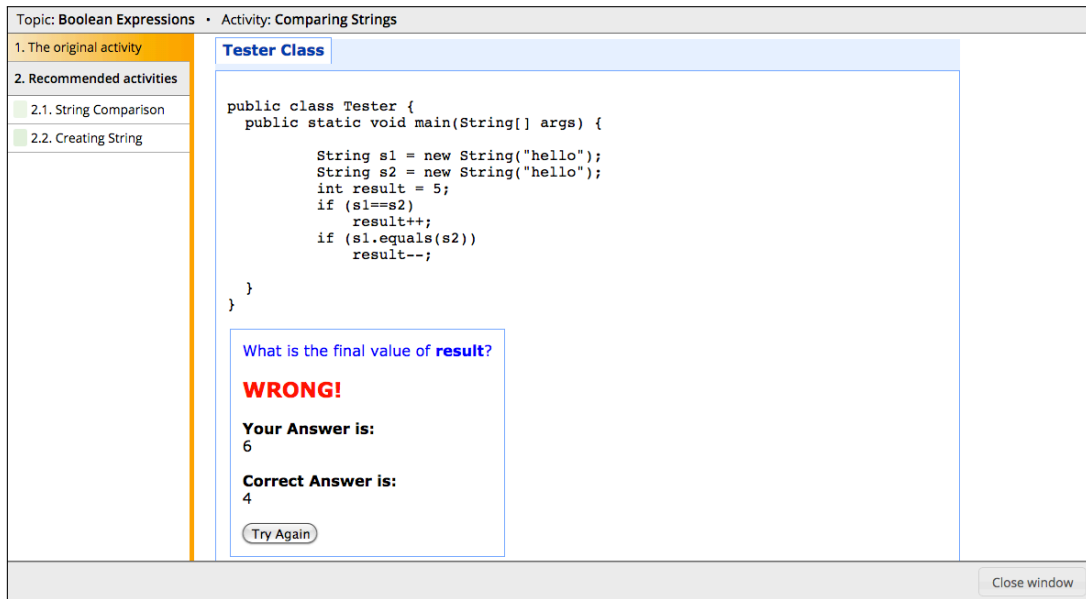 Topic: Boolean Expressions • Activity: Comparing Strings
1. The original activity
2. Recommended activities
2.1. String Comparison
2.2. Creating String
Tester Class
public class Tester {
  public static void main(String[] args) {
          String s1 = new String("hello");
          String s2 = new String("hello");
          int result = 5;
          if (s1==s2)
              result++;
          if (s1.equals(s2))
              result--;
  }
}
What is the final value of result?
WRONG!
Your Answer is:
6
Correct Answer is:
4
Try Again
Close window